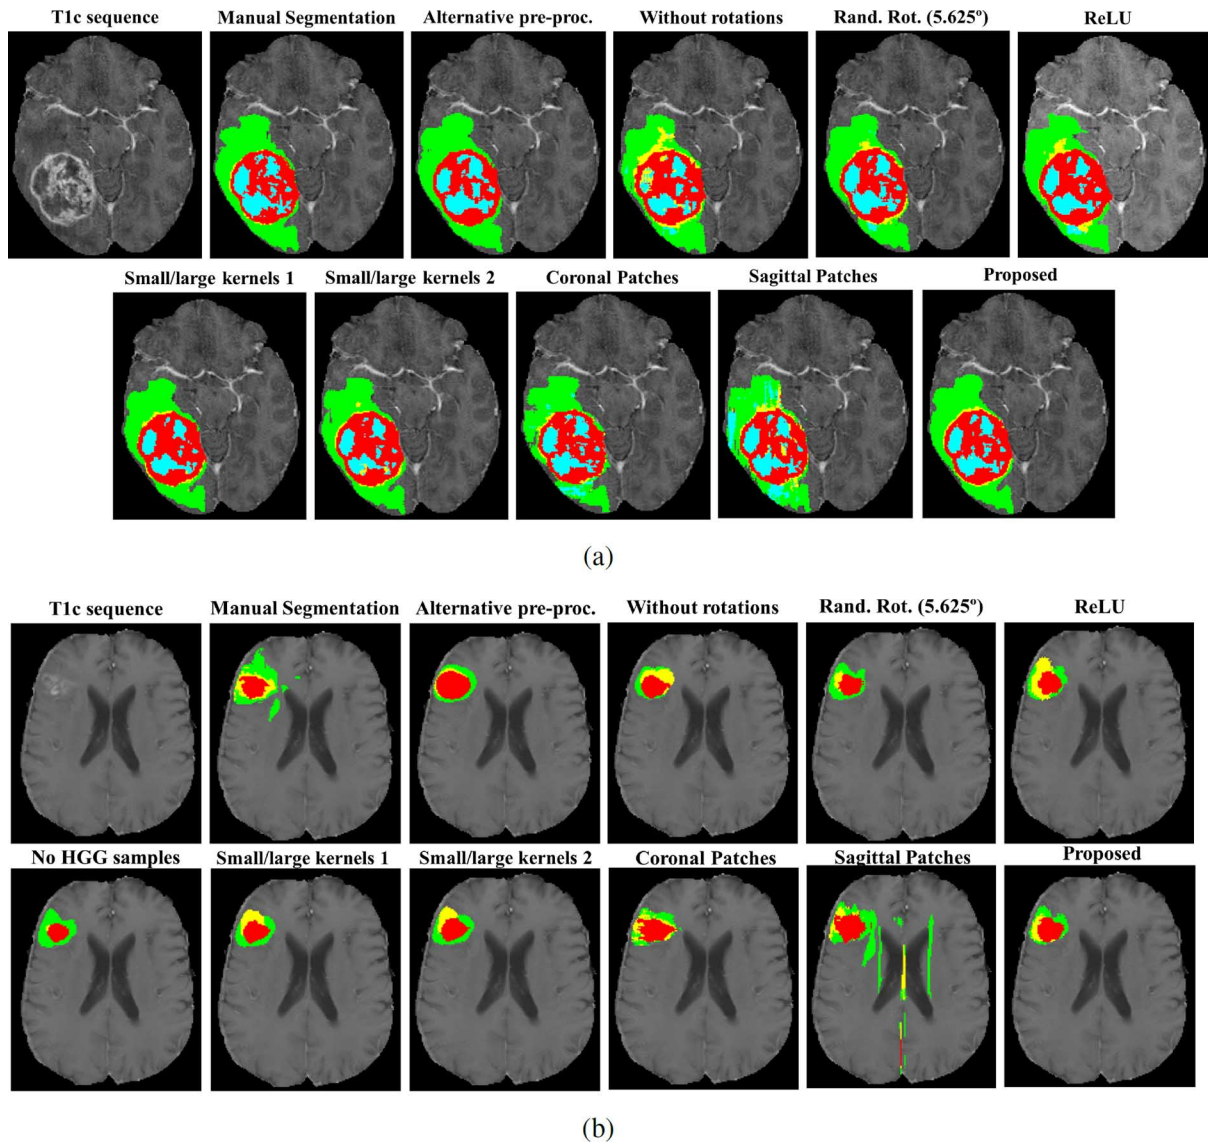 T1c sequence Manual Segmentation Alternative pre-proc. Without rotations Rand. Rot. (5.625º) ReLU
Small/large kernels 1 Small/large kernels 2 Coronal Patches Sagittal Patches Proposed
(a)
T1c sequence Manual Segmentation Alternative pre-proc. Without rotations Rand. Rot. (5.625º) ReLU
No HGG samples Small/large kernels 1 Small/large kernels 2 Coronal Patches Sagittal Patches Proposed
(b)